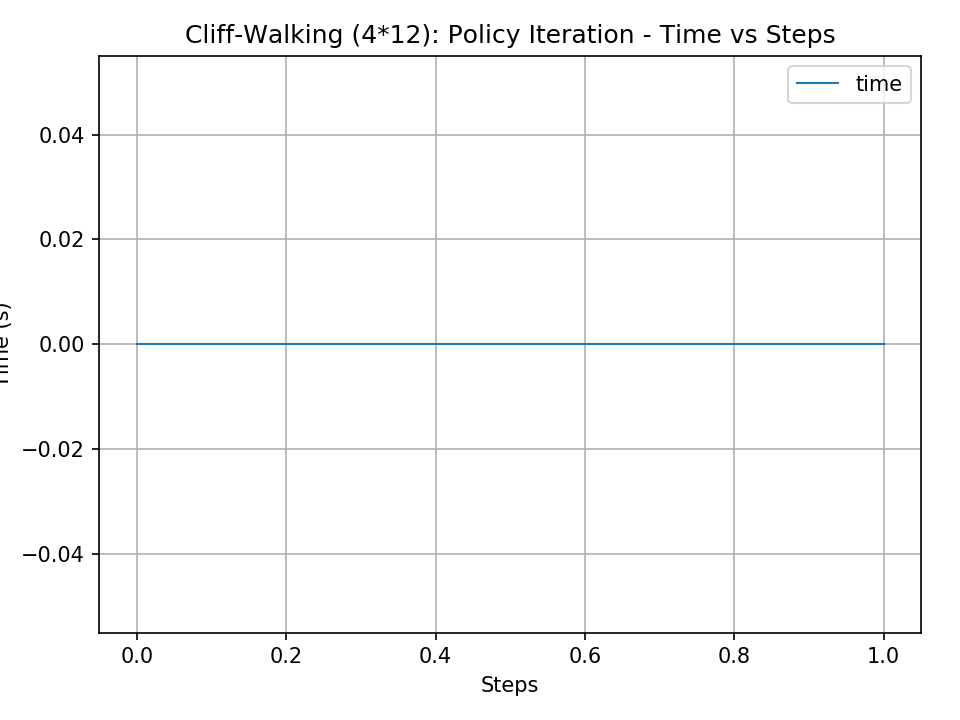 Cliff-Walking (4*12): Policy Iteration - Time vs Steps
time
0.04
0.02
0.00
−0.02
−0.04
Time (s)
0.0 0.2 0.4 0.6 0.8 1.0
Steps